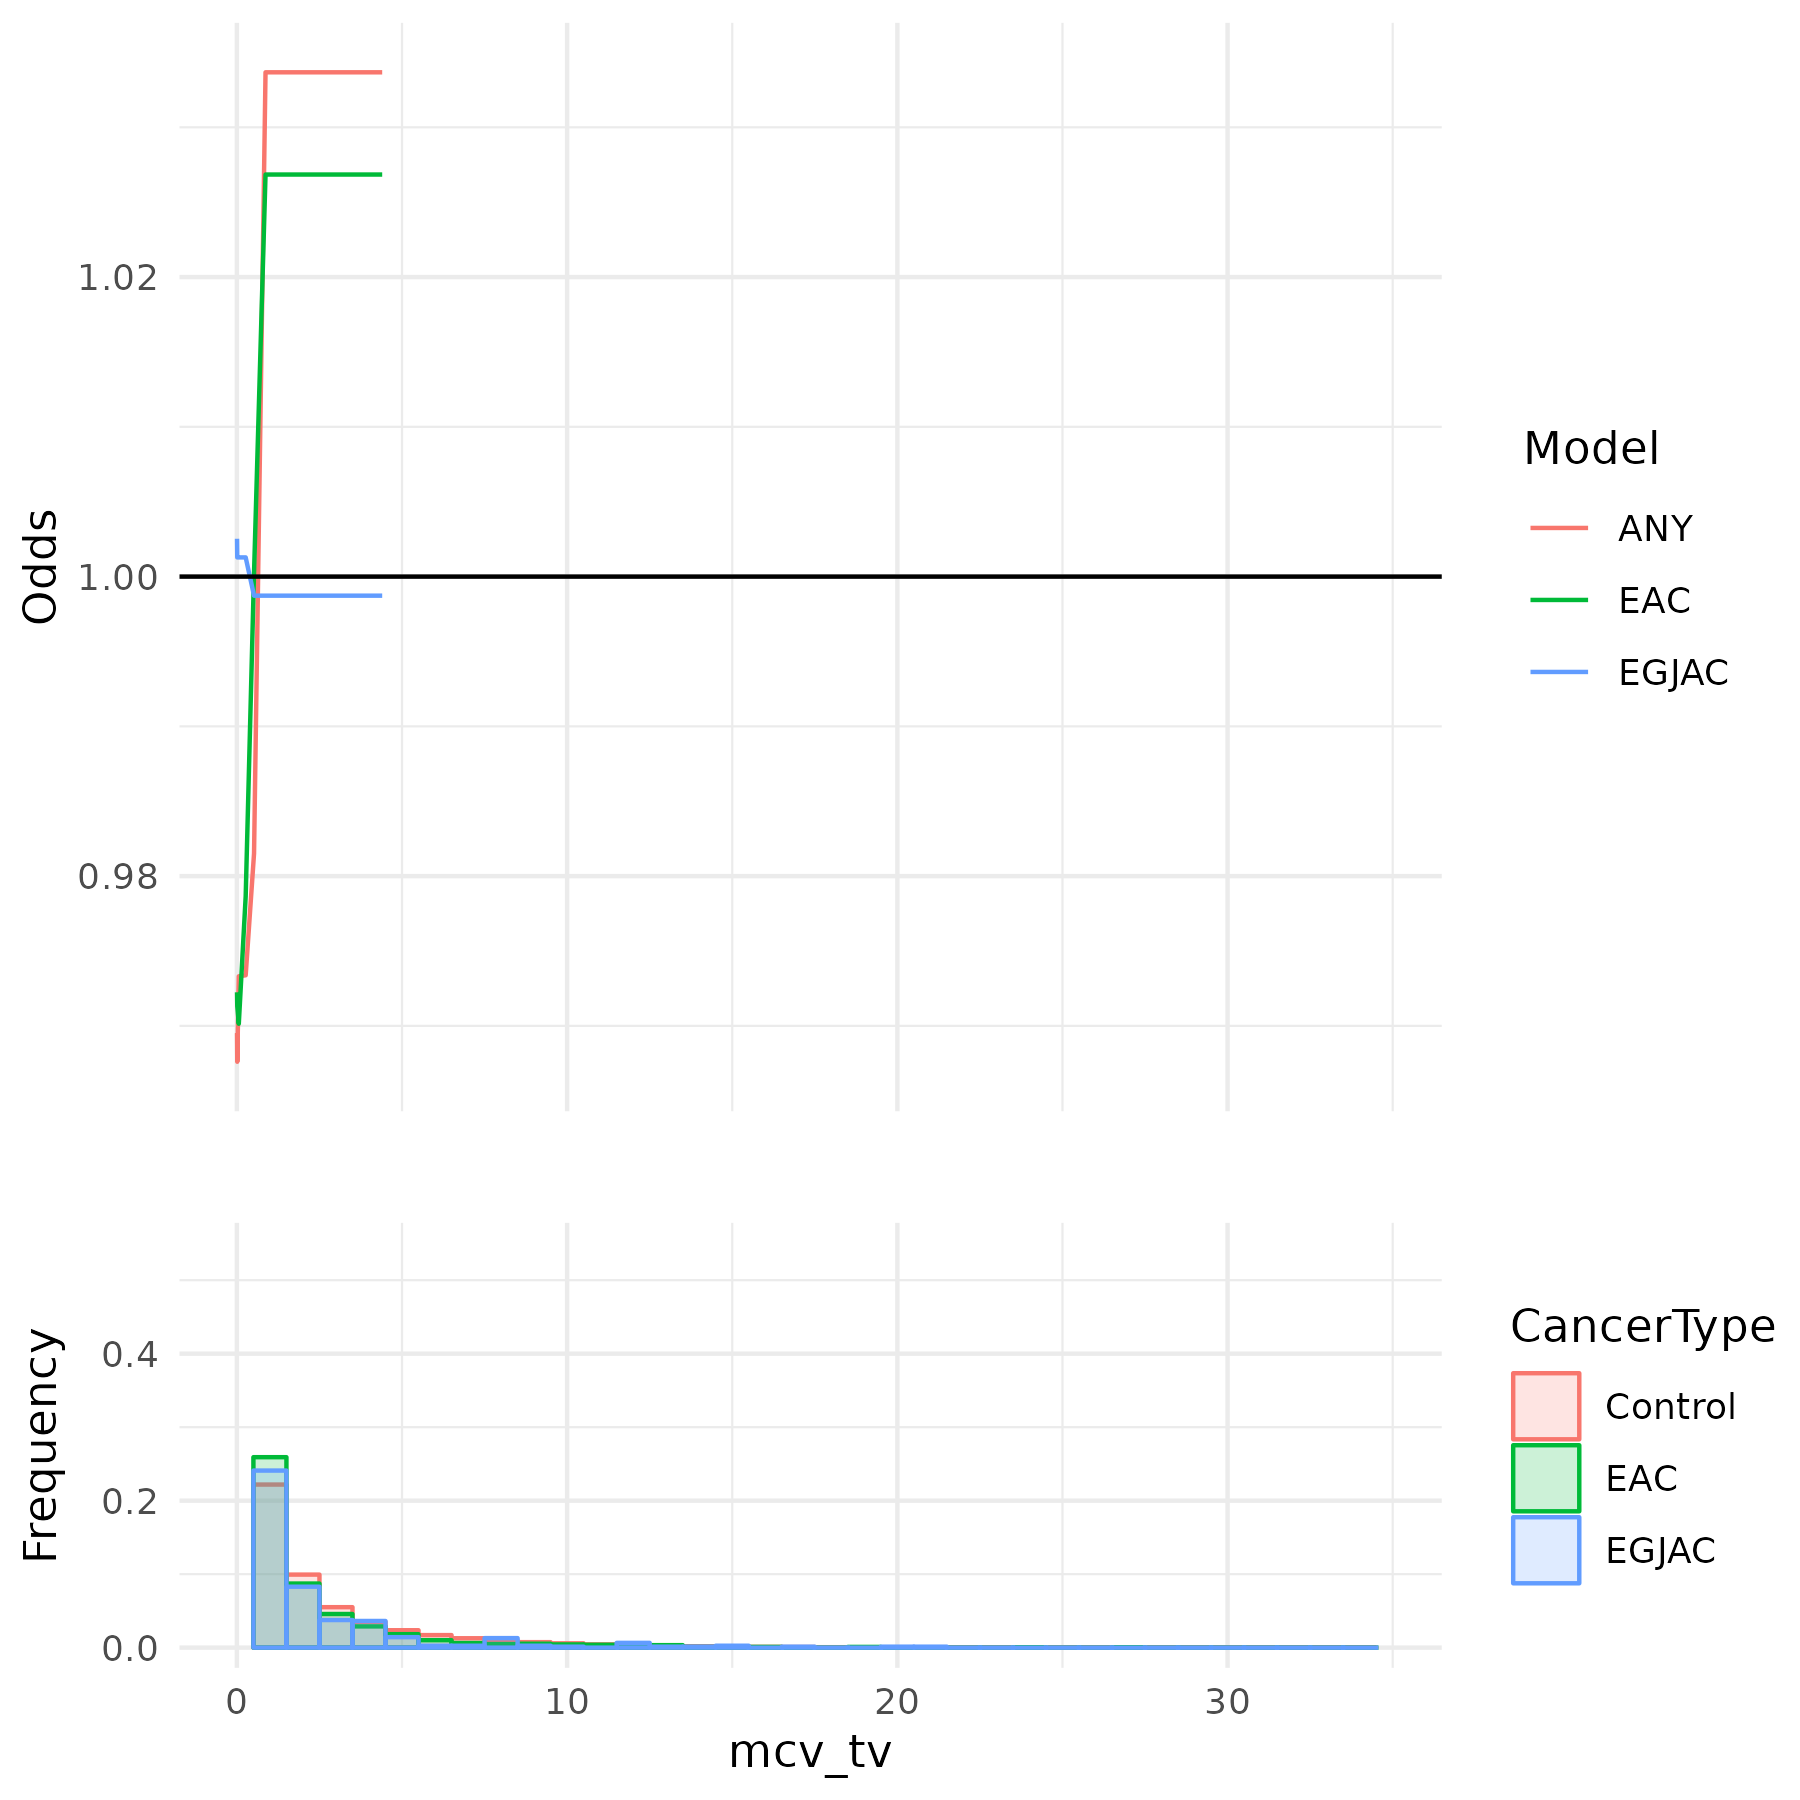 Odds
1.02
1.00
0.98
Model
ANY
EAC
EGJAC
Frequency
0.4
0.2
0.0
0
10
20
30
mcv_tv
CancerType
Control
EAC
EGJAC